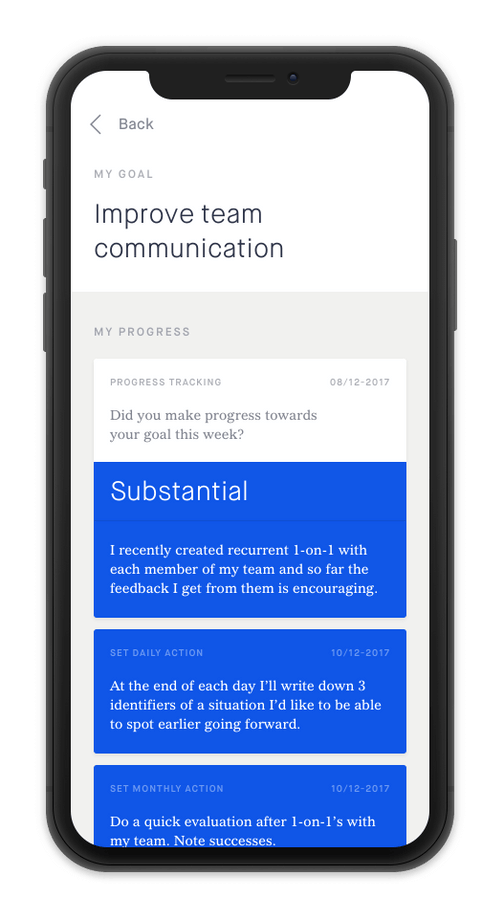 Back
MY GOAL
Improve team
communication
MY PROGRESS
PROGRESS TRACKING
08/12-2017
Did you make progress towards
your goal this week?
Substantial
I recently created recurrent 1-on-1 with
each member of my team and so far the
feedback I get from them is encouraging.
SET DAILY ACTION
10/12-2017
At the end of each day I'll write down 3
identifiers of a situation I'd like to be able
to spot earlier going forward.
SET MONTHLY ACTION
10/12-2017
Do a quick evaluation after 1-on-1's with
my team. Note successes.